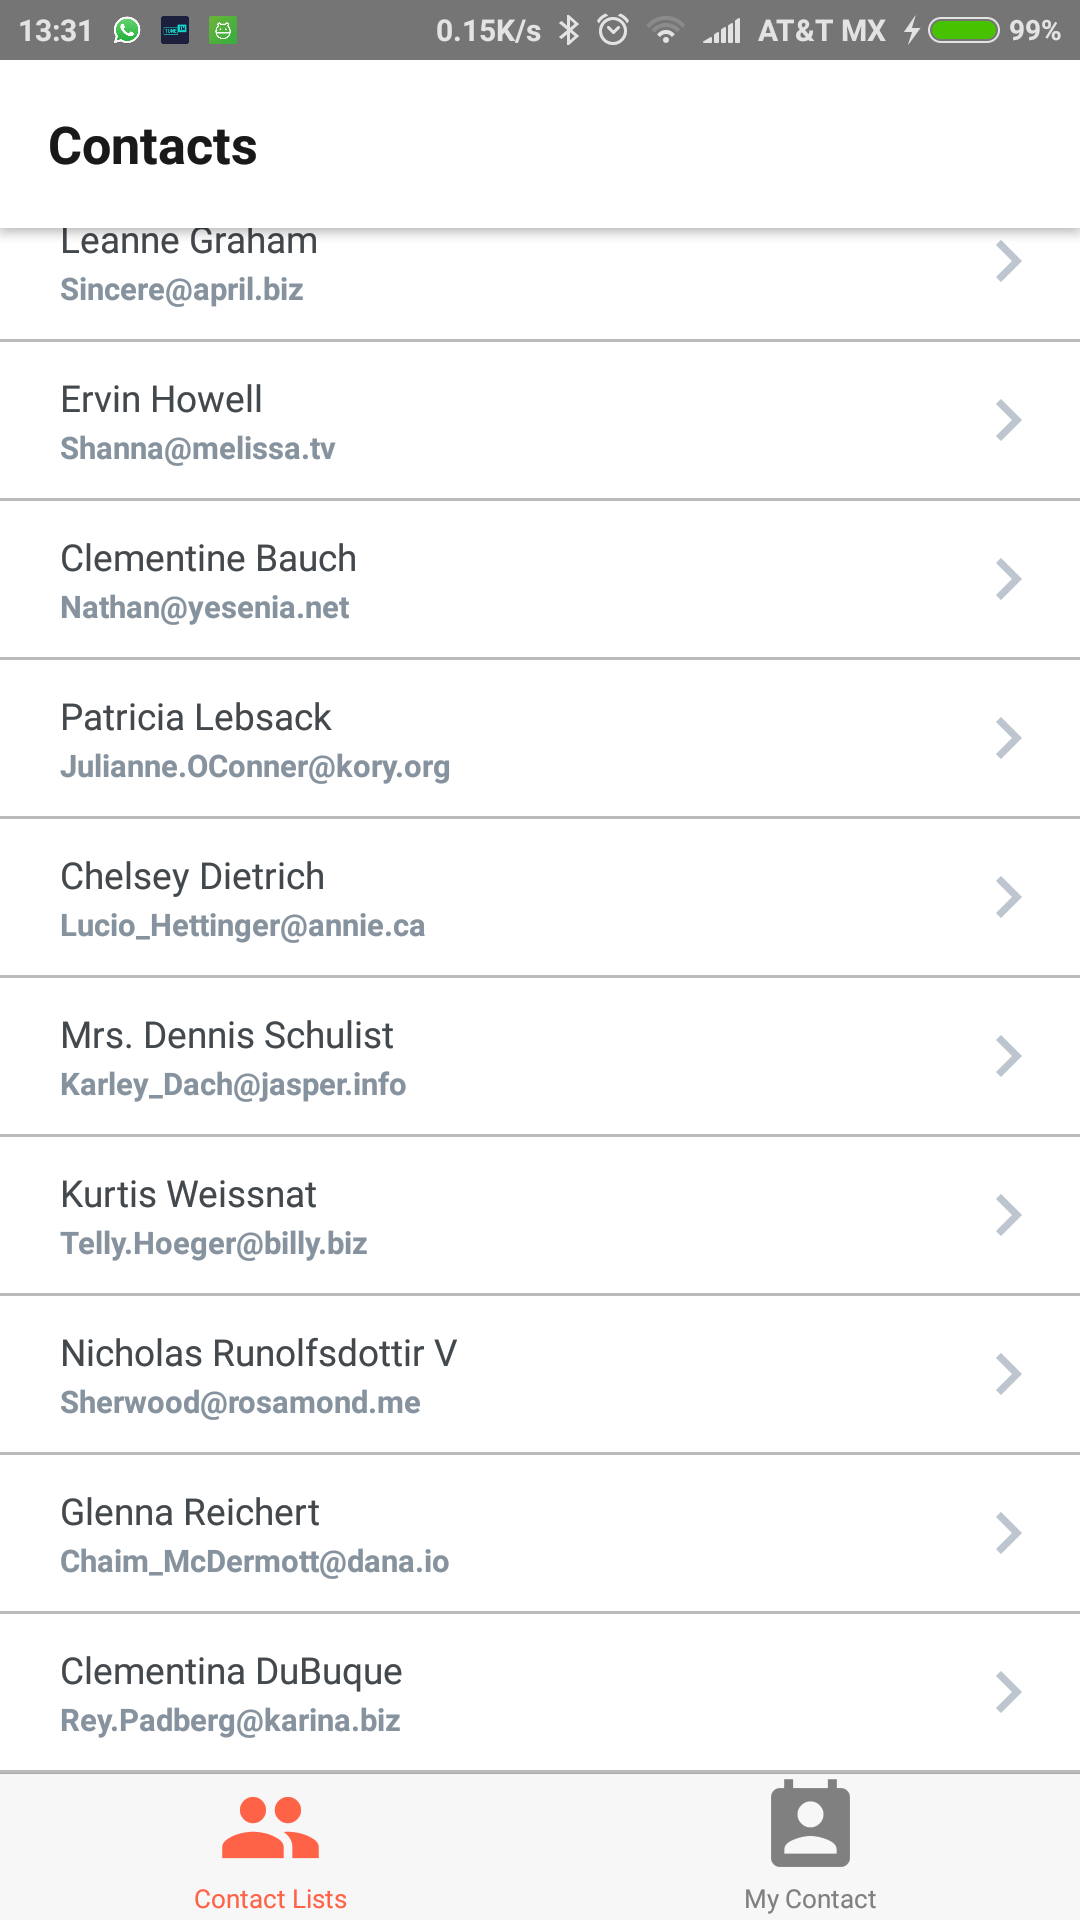 13:31 0.15K/s AT&T MX 99%
Contacts
Leanne Graham
Sincere@april.biz
Ervin Howell
Shanna@melissa.tv
Clementine Bauch
Nathan@yesenia.net
Patricia Lebsack
Julianne.OConner@kory.org
Chelsey Dietrich
Lucio_Hettinger@annie.ca
Mrs. Dennis Schulist
Karley_Dach@jasper.info
Kurtis Weissnat
Telly.Hoeger@billy.biz
Nicholas Runolfsdottir V
Sherwood@rosamond.me
Glenna Reichert
Chaim_McDermott@dana.io
Clementina DuBuque
Rey.Padberg@karina.biz
Contact Lists My Contact